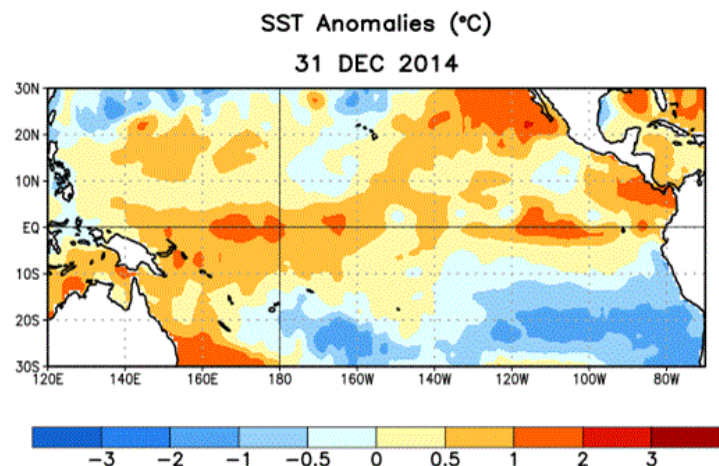 SST Anomalies (°C)
31 DEC 2014
30N
20N
10N
EQ
10S
20S
30S
120E 140E 160E 180 160W 140W 120W 100W 80W
-3 -2 -1 -0.5 0 0.5 1 2 3